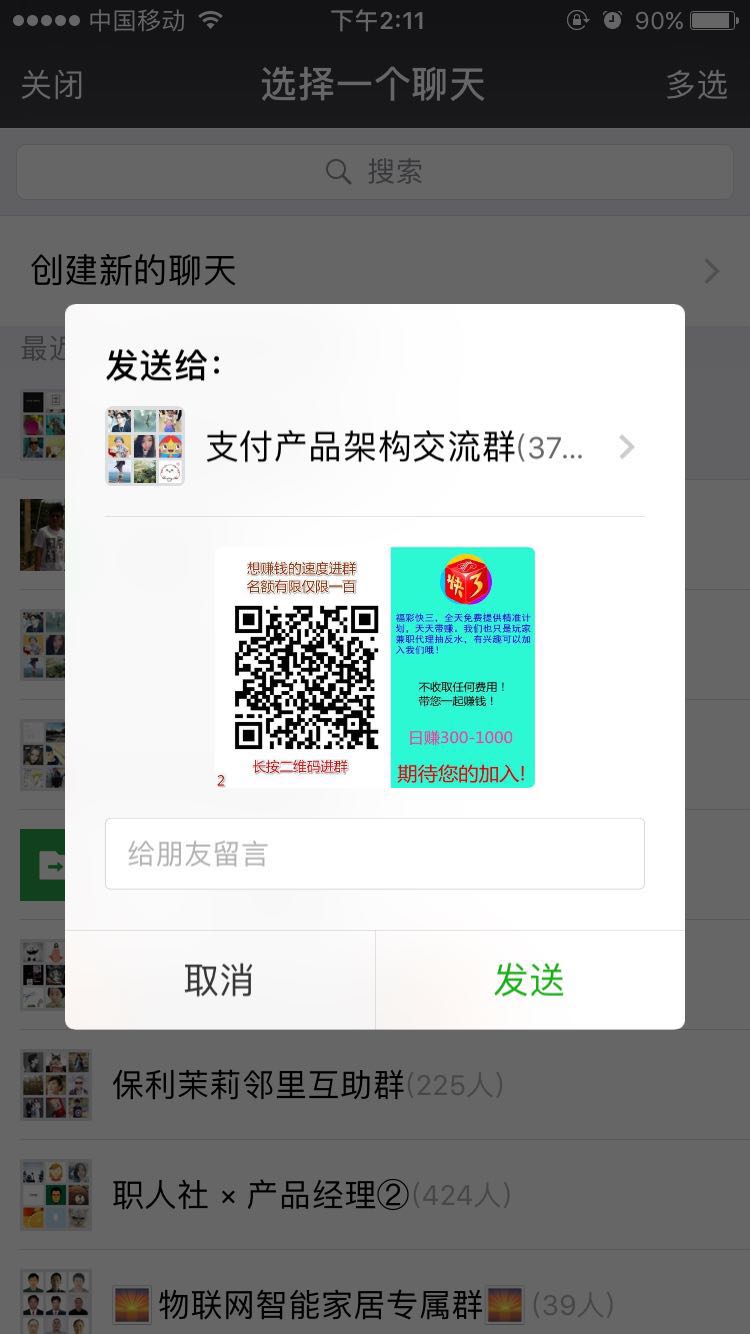 中国移动
下午2:11
90%
关闭
选择一个聊天
多选
搜索
创建新的聊天
最近
发送给：
支付产品架构交流群(37...
想赚钱的速度进群
名额有限仅限一百
长按二维码进群
2
快3
福彩快三，全天免费提供精准计
划，天天带赚。我们也只是玩家
兼职代理抽反水，有兴趣可以加
入我们哦！
不收取任何费用！
带您一起赚钱！
日赚300-1000
期待您的加入!
给朋友留言
取消
发送
保利茉莉邻里互助群(225人)
职人社 × 产品经理②(424人)
物联网智能家居专属群(39人)